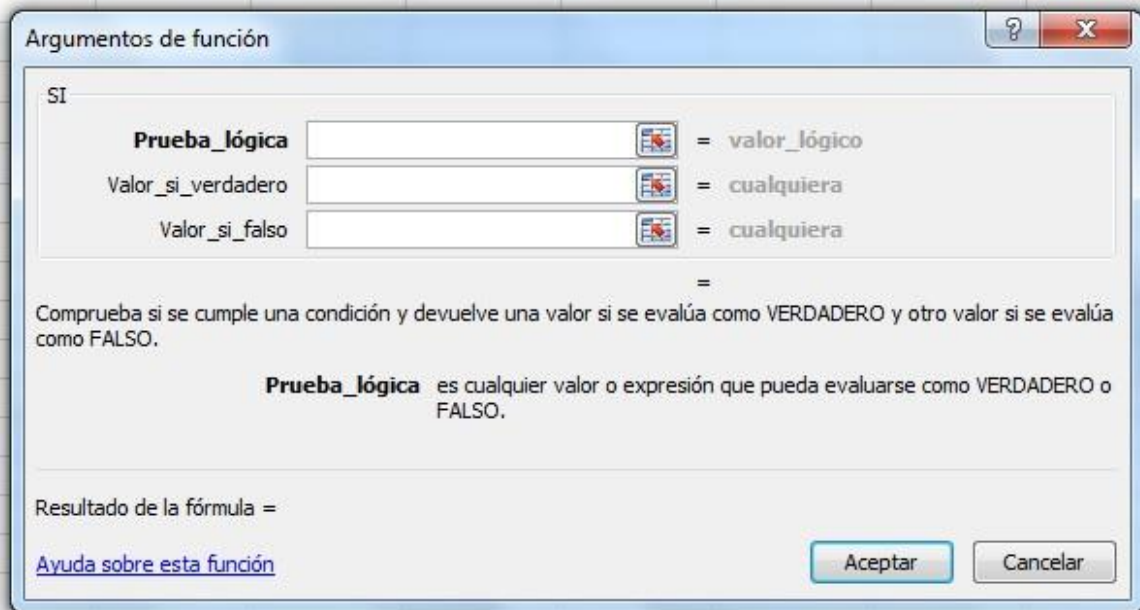 Argumentos de función
SI
Prueba_lógica = valor_lógico
Valor_si_verdadero = cualquiera
Valor_si_falso = cualquiera
=
Comprueba si se cumple una condición y devuelve una valor si se evalúa como VERDADERO y otro valor si se evalúa
como FALSO.
Prueba_lógica es cualquier valor o expresión que pueda evaluarse como VERDADERO o
FALSO.
Resultado de la fórmula =
Ayuda sobre esta función
Aceptar Cancelar